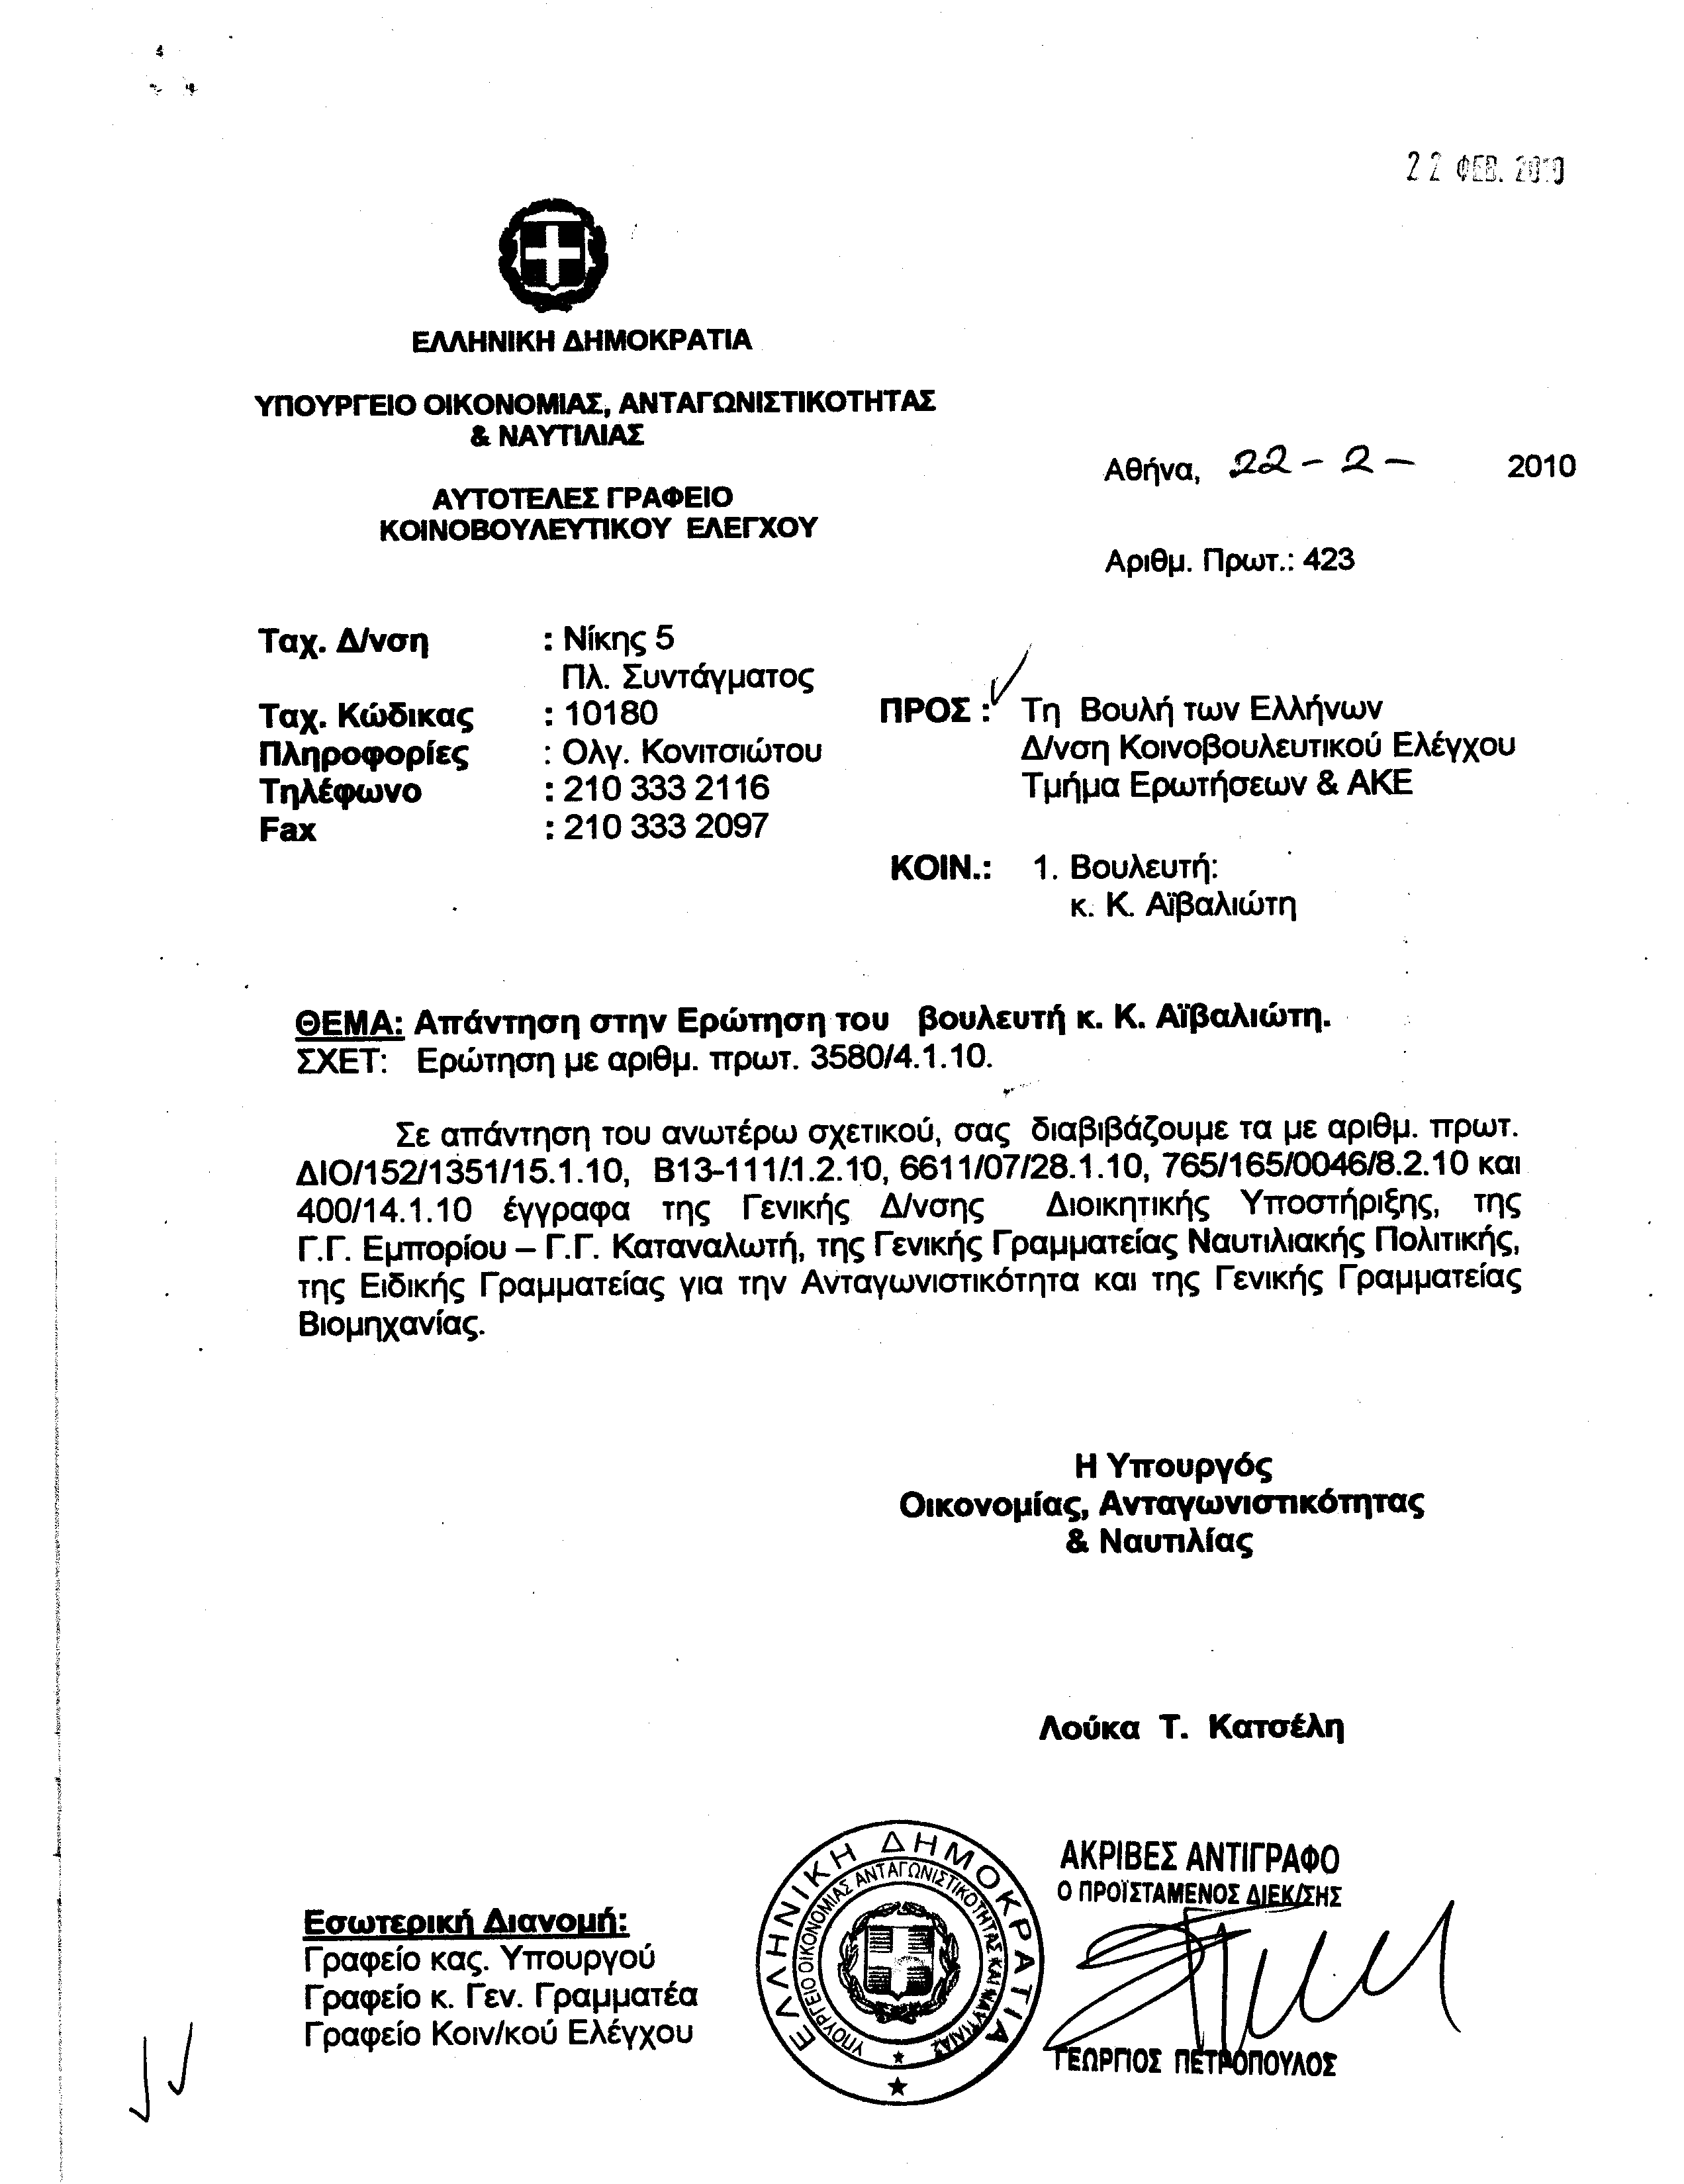 22 ΦΕΒ. 2010
ΕΛΛΗΝΙΚΗ ΔΗΜΟΚΡΑΤΙΑ
ΥΠΟΥΡΓΕΙΟ ΟΙΚΟΝΟΜΙΑΣ, ΑΝΤΑΓΩΝΙΣΤΙΚΟΤΗΤΑΣ
& ΝΑΥΤΙΛΙΑΣ
ΑΥΤΟΤΕΛΕΣ ΓΡΑΦΕΙΟ
ΚΟΙΝΟΒΟΥΛΕΥΤΙΚΟΥ ΕΛΕΓΧΟΥ
Αθήνα, 22 - 2 - 2010
Αριθμ. Πρωτ.: 423
Ταχ. Δ/νση : Νίκης 5
Πλ. Συντάγματος
Ταχ. Κώδικας : 10180
Πληροφορίες : Ολγ. Κονιτσιώτου
Τηλέφωνο : 210 333 2116
Fax : 210 333 2097
ΠΡΟΣ : Τη Βουλή των Ελλήνων
Δ/νση Κοινοβουλευτικού Ελέγχου
Τμήμα Ερωτήσεων & ΑΚΕ
ΚΟΙΝ.: 1. Βουλευτή:
κ. Κ. Αϊβαλιώτη
ΘΕΜΑ: Απάντηση στην Ερώτηση του βουλευτή κ. Κ. Αϊβαλιώτη.
ΣΧΕΤ: Ερώτηση με αριθμ. πρωτ. 3580/4.1.10.
Σε απάντηση του ανωτέρω σχετικού, σας διαβιβάζουμε τα με αριθμ. πρωτ.
ΔΙΟ/152/1351/15.1.10, Β13-111/1.2.10, 6611/07/28.1.10, 765/165/0046/8.2.10 και
400/14.1.10 έγγραφα της Γενικής Δ/νσης Διοικητικής Υποστήριξης, της
Γ.Γ. Εμπορίου – Γ.Γ. Καταναλωτή, της Γενικής Γραμματείας Ναυτιλιακής Πολιτικής,
της Ειδικής Γραμματείας για την Ανταγωνιστικότητα και της Γενικής Γραμματείας
Βιομηχανίας.
Η Υπουργός
Οικονομίας, Ανταγωνιστικότητας
& Ναυτιλίας
Λούκα Τ. Κατσέλη
ΕΛΛΗΝΙΚΗ ΔΗΜΟΚΡΑΤΙΑ
ΥΠΟΥΡΓΕΙΟ ΟΙΚΟΝΟΜΙΑΣ ΑΝΤΑΓΩΝΙΣΤΙΚΟΤΗΤΑΣ ΚΑΙ ΝΑΥΤΙΛΙΑΣ
ΑΚΡΙΒΕΣ ΑΝΤΙΓΡΑΦΟ
Ο ΠΡΟΪΣΤΑΜΕΝΟΣ ΔΙΕΚ/ΣΗΣ
ΓΕΩΡΓΙΟΣ ΠΕΤΡΟΠΟΥΛΟΣ
Εσωτερική Διανομή:
Γραφείο κας. Υπουργού
Γραφείο κ. Γεν. Γραμματέα
Γραφείο Κοιν/κού Ελέγχου